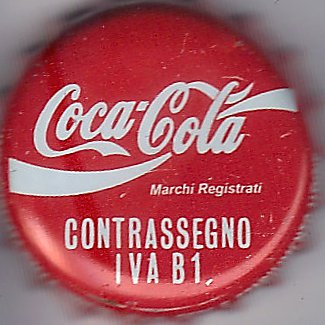 Coca-Cola
Marchi Registrati
CONTRASSEGNO
IVA B1